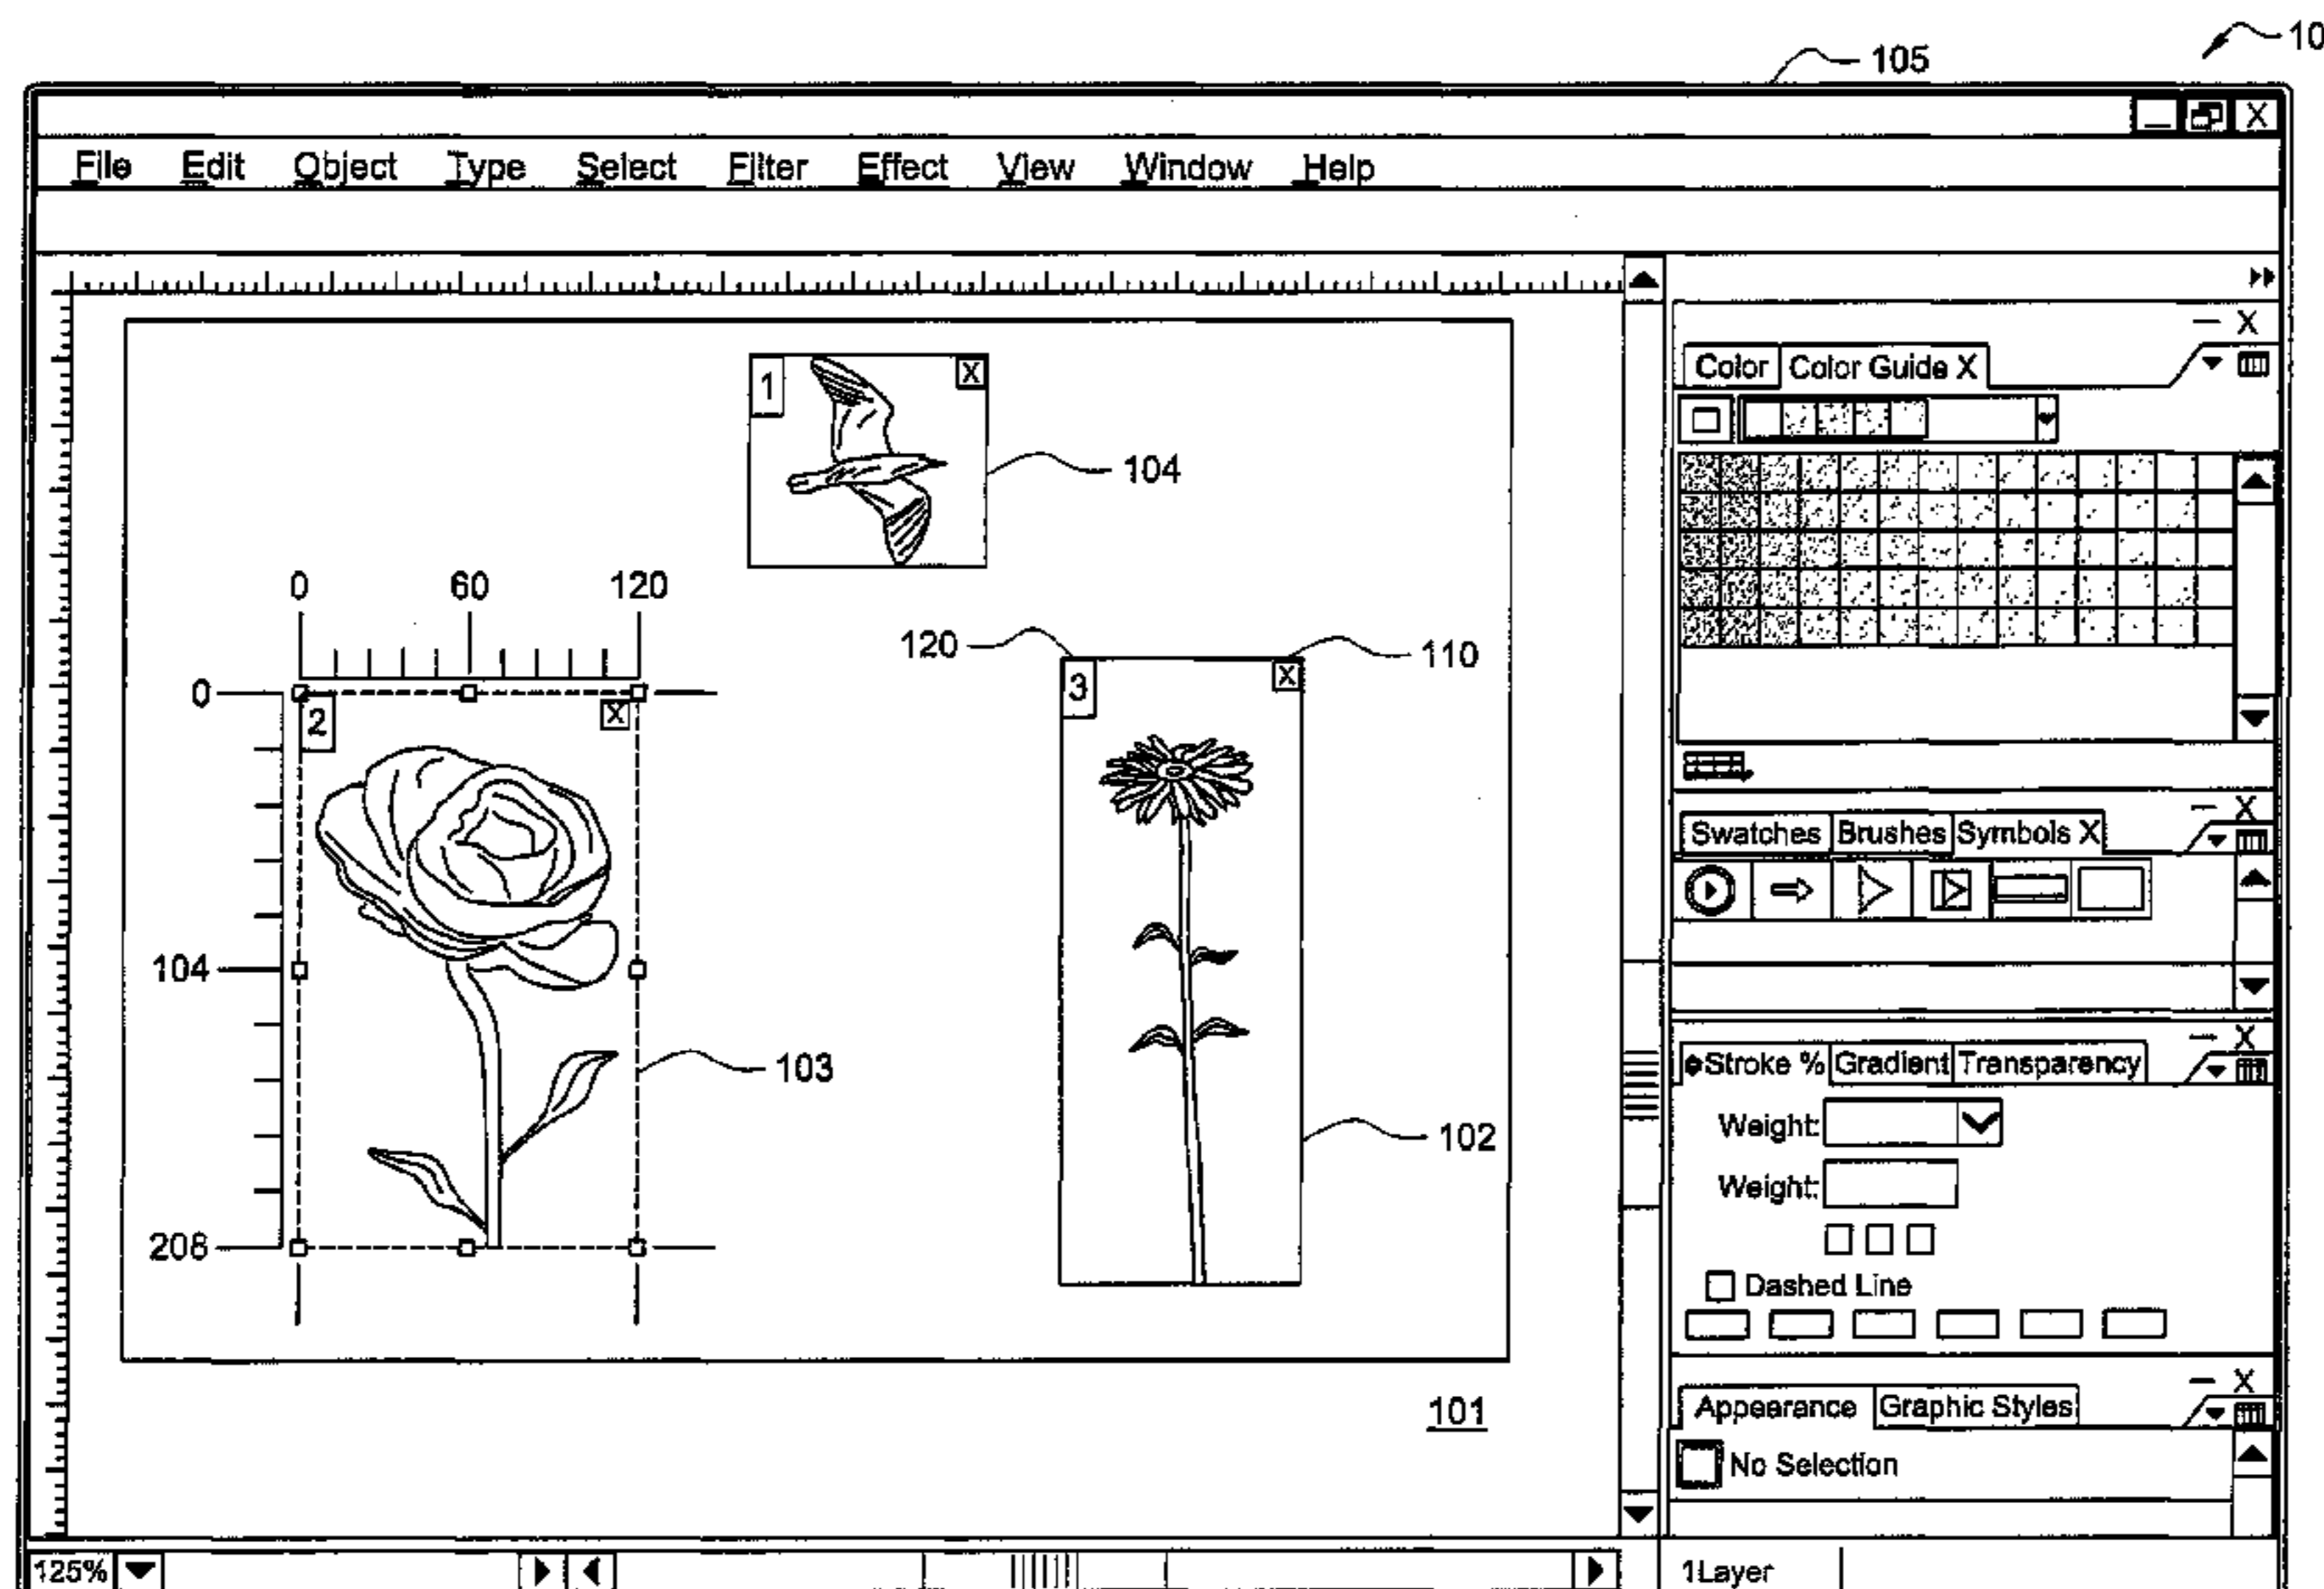 10
105
_ X
File Edit Object Type Select Filter Effect View Window Help
X
Color Color Guide X
1 X
104
0 60 120
120 110
0
2 X
3 X
X
Swatches Brushes Symbols X
104
X
Stroke % Gradient Transparency
103
Weight:
102
Weight:
208
Dashed Line
X
101
Appearance Graphic Styles
No Selection
125% 1Layer